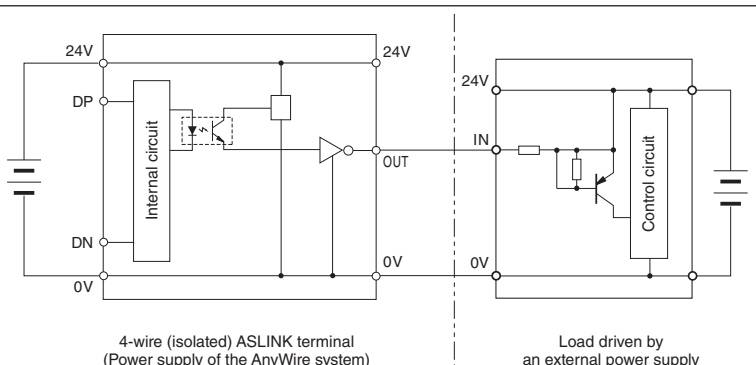 24V
24V
DP
Internal circuit
OUT
DN
0V
0V
24V
IN
Control circuit
0V
4-wire (isolated) ASLINK terminal
(Power supply of the AnyWire system)
Load driven by
an external power supply